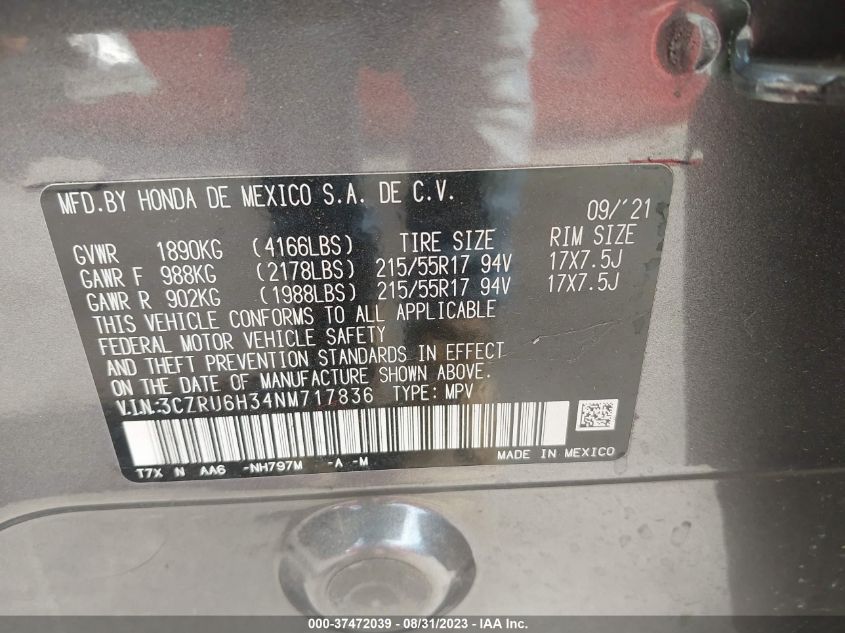 MFD.BY HONDA DE MEXICO S.A. DE C.V. 09/'21
GVWR 1890KG (4166LBS) TIRE SIZE RIM SIZE
GAWR F 988KG (2178LBS) 215/55R17 94V 17X7.5J
GAWR R 902KG (1988LBS) 215/55R17 94V 17X7.5J
THIS VEHICLE CONFORMS TO ALL APPLICABLE
FEDERAL MOTOR VEHICLE SAFETY
AND THEFT PREVENTION STANDARDS IN EFFECT
ON THE DATE OF MANUFACTURE SHOWN ABOVE.
V.I.N.:3CZRU6H34NM717836 TYPE: MPV
T7X N AA6 -NH797M -A -M MADE IN MEXICO
000-37472039 - 08/31/2023 - IAA Inc.